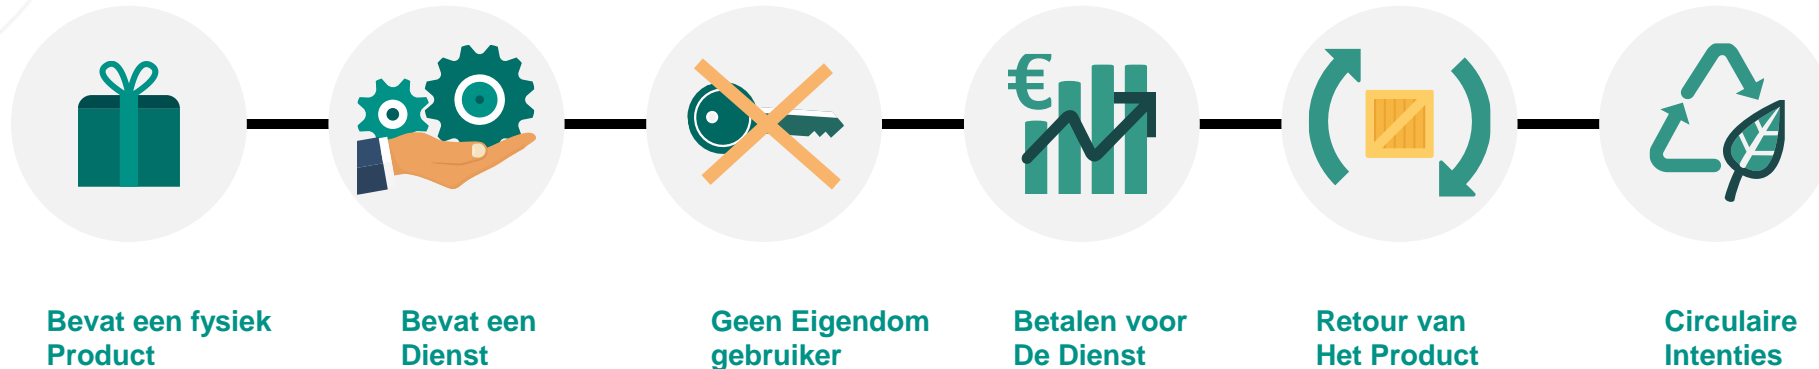 €
Bevat een fysiek
Product
Bevat een
Dienst
Geen Eigendom
gebruiker
Betalen voor
De Dienst
Retour van
Het Product
Circulaire
Intenties